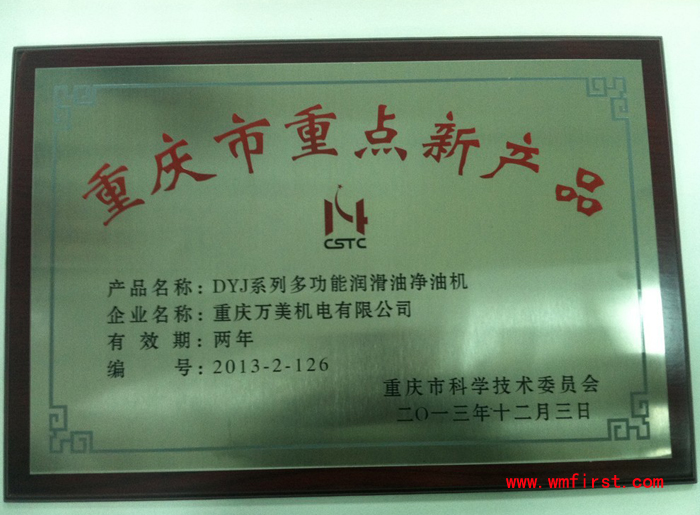 重庆市重点新产品
CSTC
产品名称：DYJ系列多功能润滑油净油机
企业名称：重庆万美机电有限公司
有效期：两年
编号：2013-2-126
重庆市科学技术委员会
二〇一三年十二月三日
www.wmfirst.com